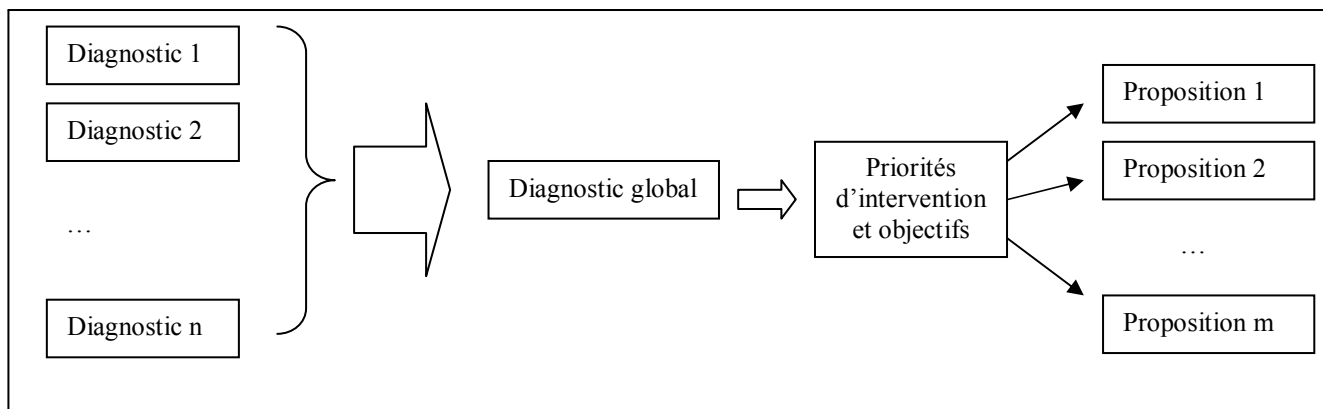 Diagnostic 1
Diagnostic 2
…
Diagnostic n
Diagnostic global
Priorités
d’intervention
et objectifs
Proposition 1
Proposition 2
…
Proposition m